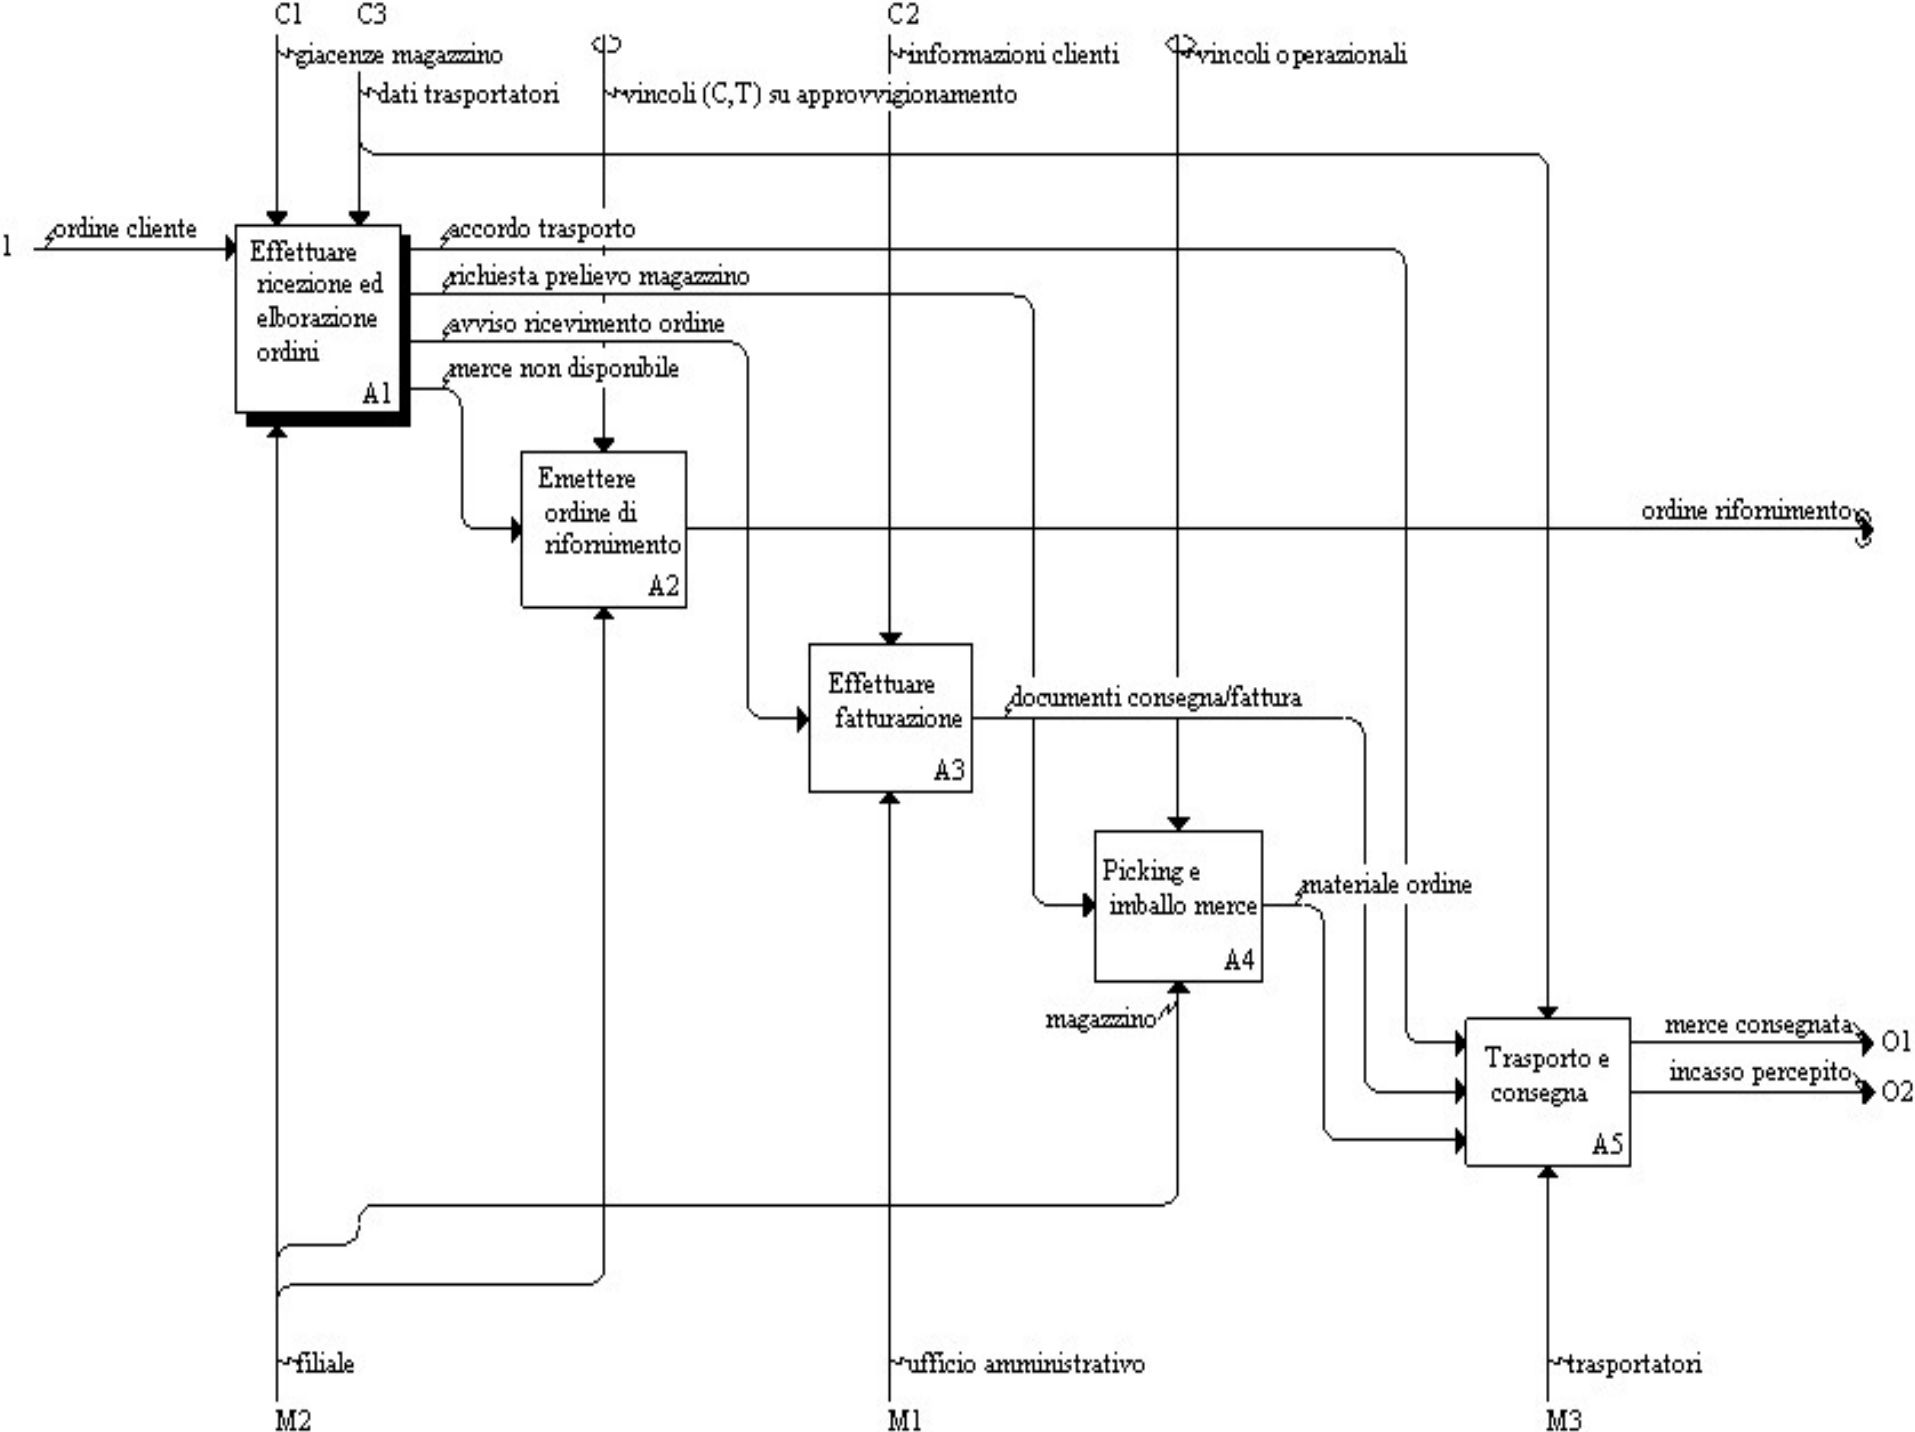 C1
C3
C2
giacenze magazzino
informazioni clienti
vincoli operazionali
dati trasportatori
vincoli (C,T) su approvvigionamento
1
ordine cliente
accordo trasporto
richiesta prelievo magazzino
avviso ricevimento ordine
merce non disponibile
Effettuare
ricezione ed
elborazione
ordini
A1
Emettere
ordine di
rifornimento
A2
ordine rifornimento
Effettuare
fatturazione
A3
documenti consegna/fattura
Picking e
imballo merce
A4
materiale ordine
magazzino
Trasporto e
consegna
A5
merce consegnata
O1
incasso percepito
O2
filiale
ufficio amministrativo
trasportatori
M2
M1
M3